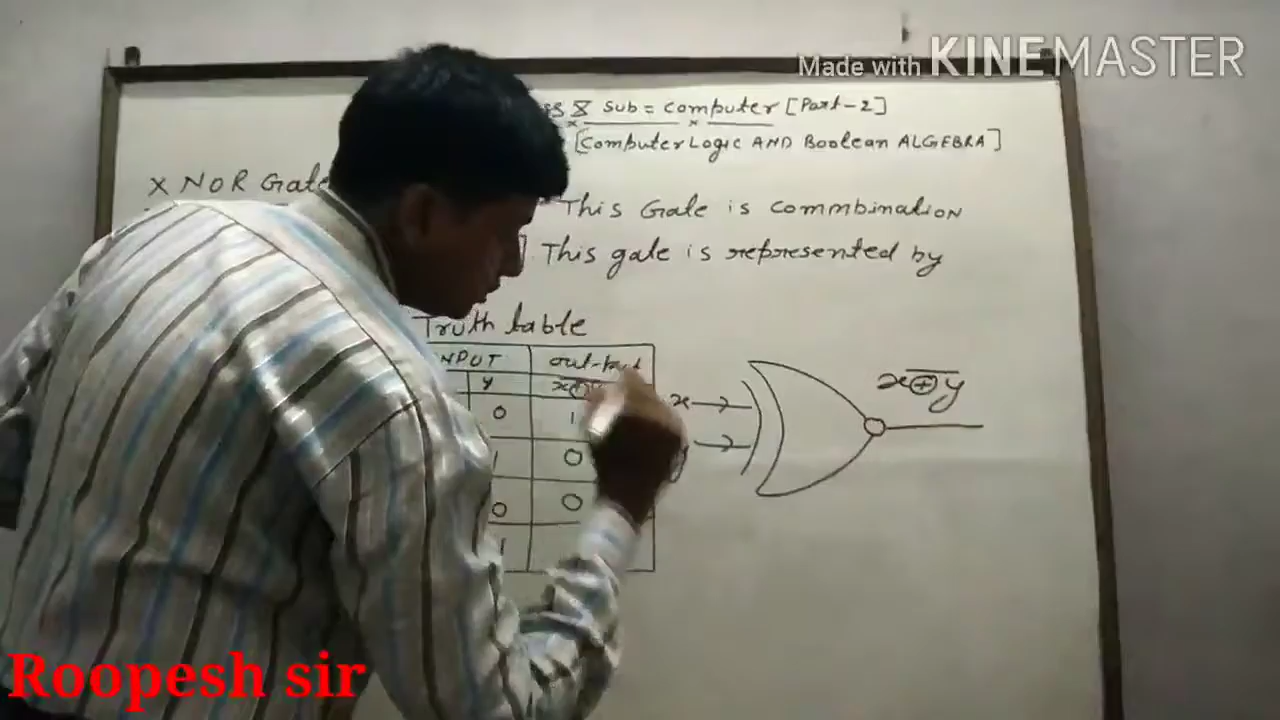 Made with KINEMASTER
Sub = Computer [Part-2]
[Computer Logic AND Boolean ALGEBRA]
X NOR Gate
This Gate is commbination
] This gate is represented by
Truth table
INPUT out-put
y
0 1
1 0
0 0
1
x
x⊕y
Roopesh sir